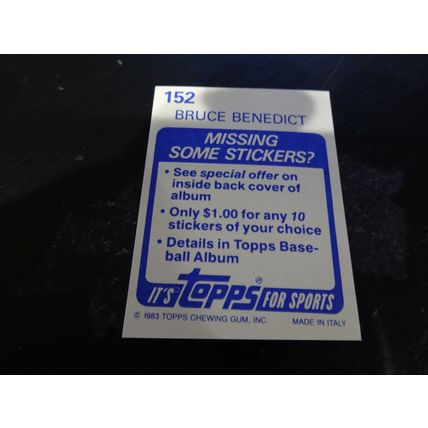 152
BRUCE BENEDICT
MISSING
SOME STICKERS?
• See special offer on
inside back cover of
album
• Only $1.00 for any 10
stickers of your choice
• Details in Topps Base-
ball Album
IT'S Topps® FOR SPORTS
© 1983 TOPPS CHEWING GUM, INC. MADE IN ITALY